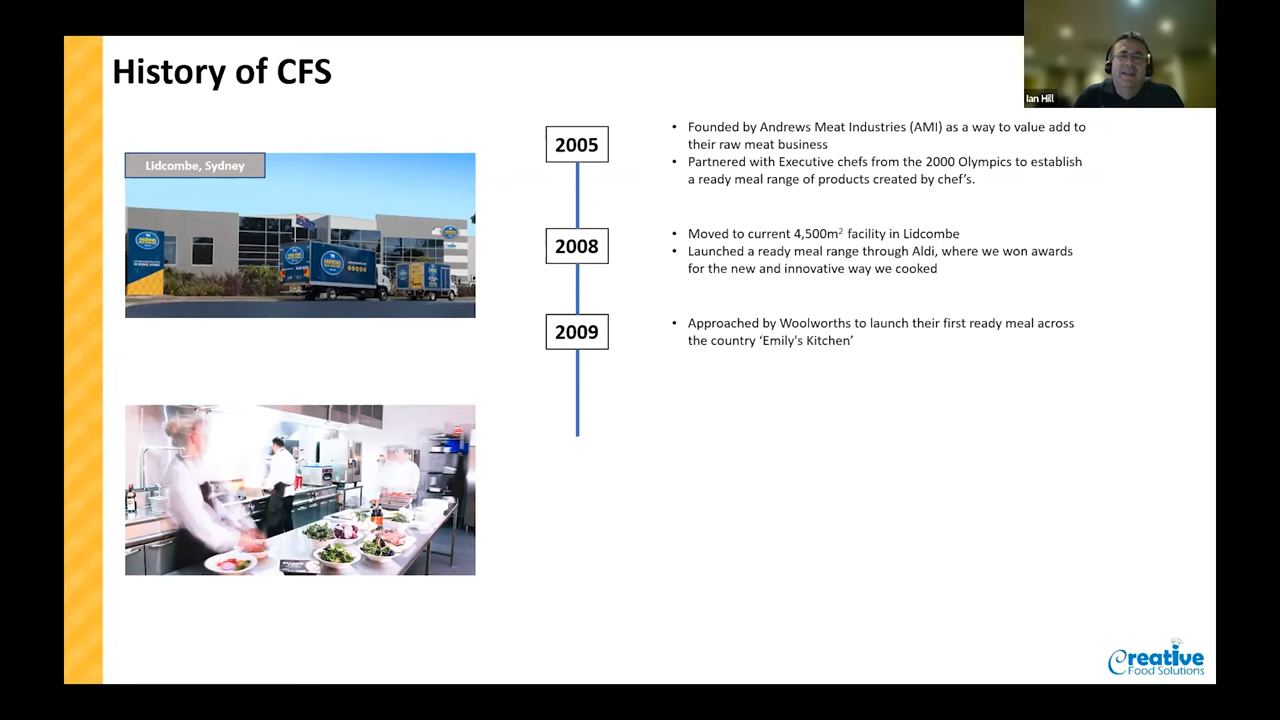 History of CFS
Ian Hill
Lidcombe, Sydney
2005
• Founded by Andrews Meat Industries (AMI) as a way to value add to
their raw meat business
• Partnered with Executive chefs from the 2000 Olympics to establish
a ready meal range of products created by chef's.
2008
• Moved to current 4,500m² facility in Lidcombe
• Launched a ready meal range through Aldi, where we won awards
for the new and innovative way we cooked
2009
• Approached by Woolworths to launch their first ready meal across
the country ‘Emily's Kitchen’
Creative
Food Solutions